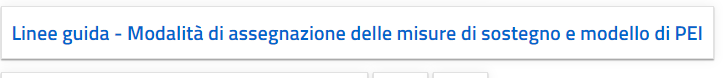 Linee guida - Modalità di assegnazione delle misure di sostegno e modello di PEI